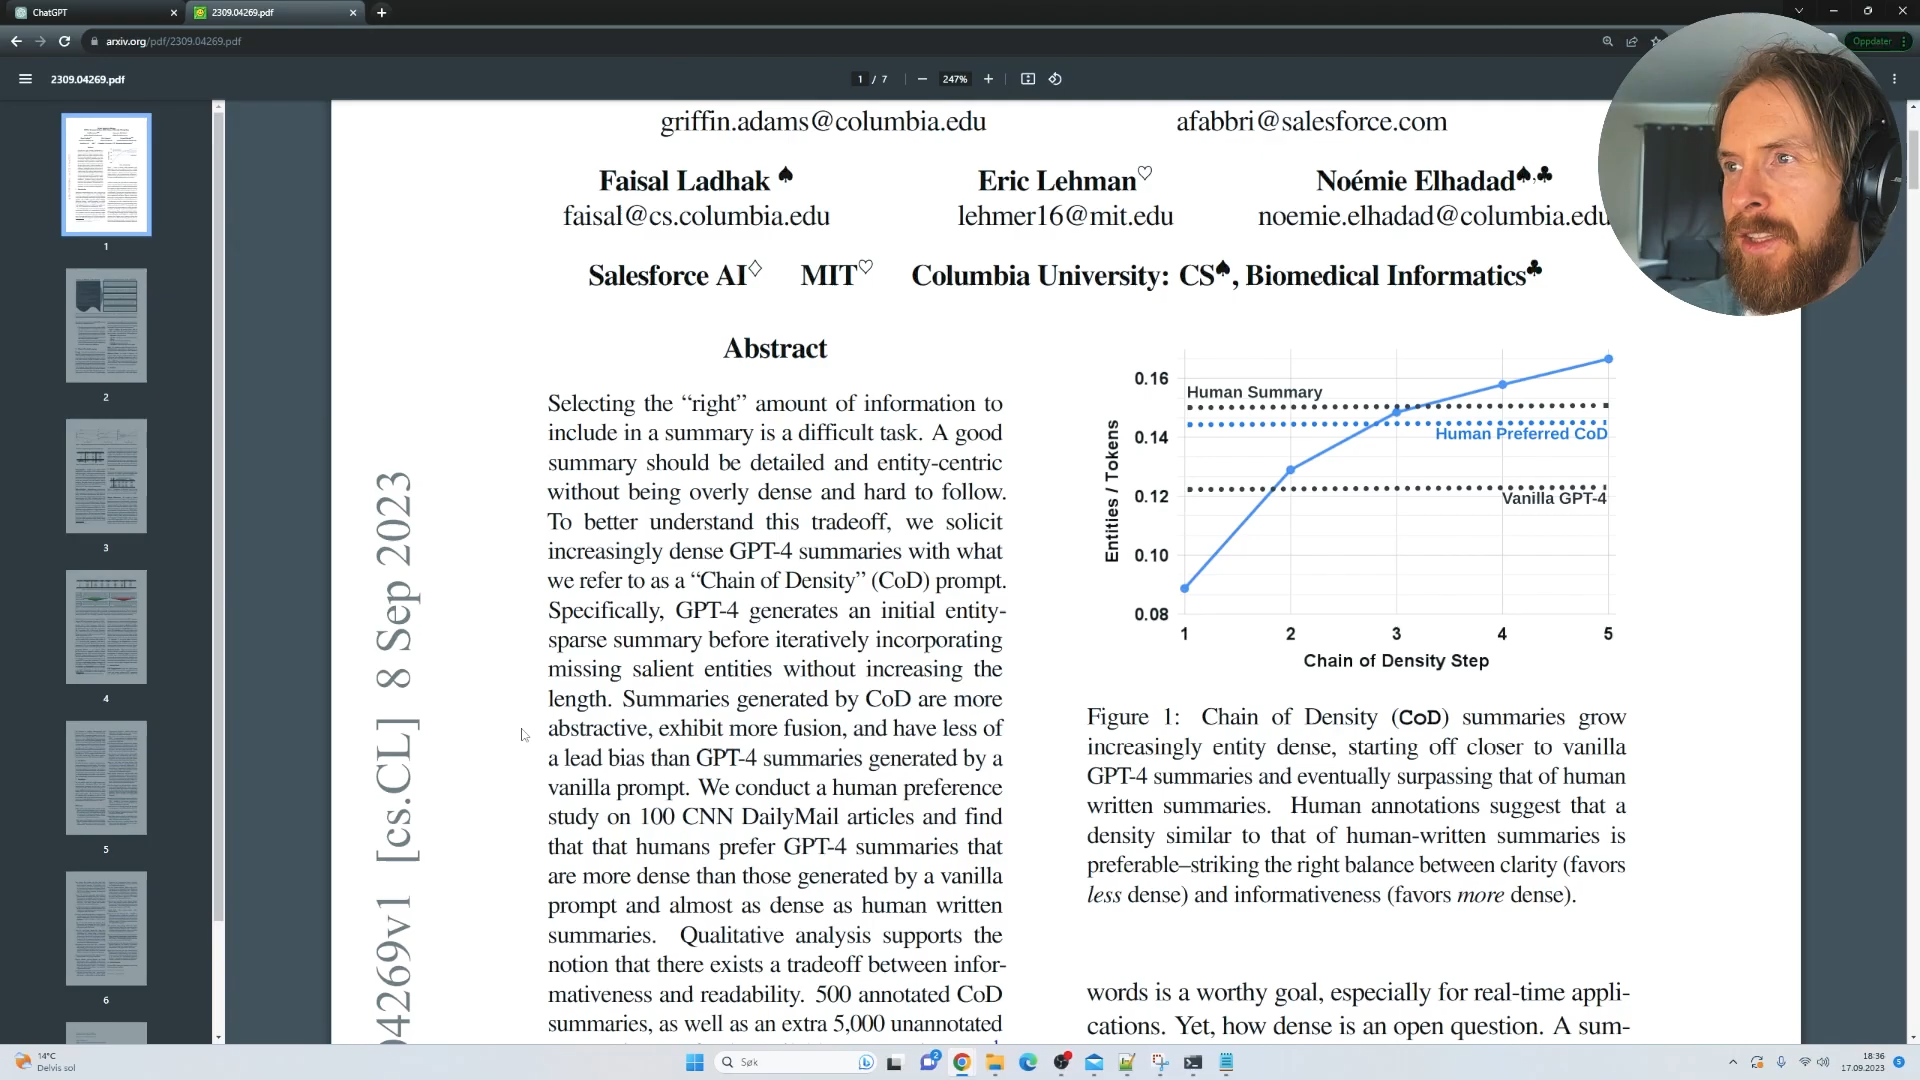 ChatGPT
2309.04269.pdf
arxiv.org/pdf/2309.04269.pdf
Oppdater
2309.04269.pdf
1 / 7
247%
griffin.adams@columbia.edu
afabbri@salesforce.com
Faisal Ladhak ♠
Eric Lehman♡
Noémie Elhadad♠,♣
faisal@cs.columbia.edu
lehmer16@mit.edu
noemie.elhadad@columbia.edu
Salesforce AI♢ MIT♡ Columbia University: CS♠, Biomedical Informatics♣
04269v1 [cs.CL] 8 Sep 2023
Abstract
Selecting the “right” amount of information to
include in a summary is a difficult task. A good
summary should be detailed and entity-centric
without being overly dense and hard to follow.
To better understand this tradeoff, we solicit
increasingly dense GPT-4 summaries with what
we refer to as a “Chain of Density” (CoD) prompt.
Specifically, GPT-4 generates an initial entity-
sparse summary before iteratively incorporating
missing salient entities without increasing the
length. Summaries generated by CoD are more
abstractive, exhibit more fusion, and have less of
a lead bias than GPT-4 summaries generated by a
vanilla prompt. We conduct a human preference
study on 100 CNN DailyMail articles and find
that that humans prefer GPT-4 summaries that
are more dense than those generated by a vanilla
prompt and almost as dense as human written
summaries. Qualitative analysis supports the
notion that there exists a tradeoff between infor-
mativeness and readability. 500 annotated CoD
summaries, as well as an extra 5,000 unannotated
Entities / Tokens
0.16
0.14
0.12
0.10
0.08
Human Summary
Human Preferred CoD
Vanilla GPT-4
1 2 3 4 5
Chain of Density Step
Figure 1: Chain of Density (CoD) summaries grow
increasingly entity dense, starting off closer to vanilla
GPT-4 summaries and eventually surpassing that of human
written summaries. Human annotations suggest that a
density similar to that of human-written summaries is
preferable–striking the right balance between clarity (favors
less dense) and informativeness (favors more dense).
words is a worthy goal, especially for real-time appli-
cations. Yet, how dense is an open question. A sum-
1
2
3
4
5
6
14°C
Delvis sol
Søk
2
18:36
17.09.2023
5